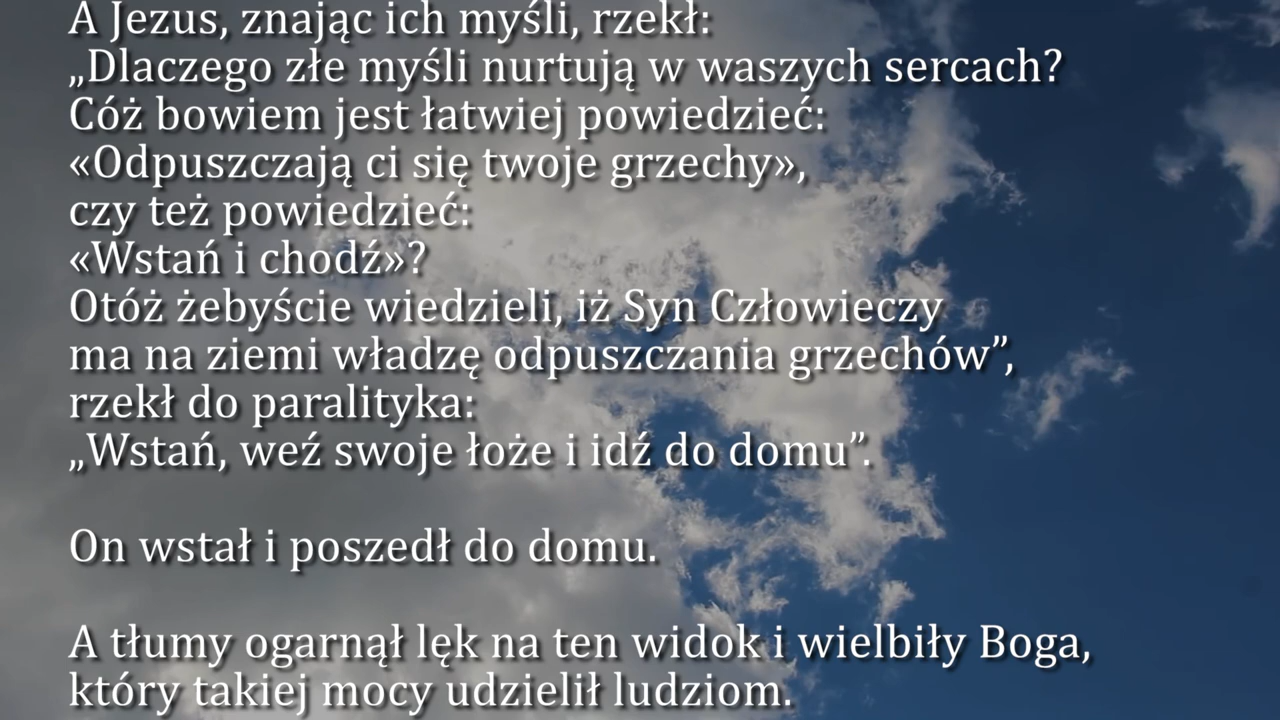 A Jezus, znając ich myśli, rzekł:
„Dlaczego złe myśli nurtują w waszych sercach?
Cóż bowiem jest łatwiej powiedzieć:
«Odpuszczają ci się twoje grzechy»,
czy też powiedzieć:
«Wstań i chodź»?
Otóż żebyście wiedzieli, iż Syn Człowieczy
ma na ziemi władzę odpuszczania grzechów”,
rzekł do paralityka:
„Wstań, weź swoje łoże i idź do domu”.
On wstał i poszedł do domu.
A tłumy ogarnął lęk na ten widok i wielbiły Boga,
który takiej mocy udzielił ludziom.